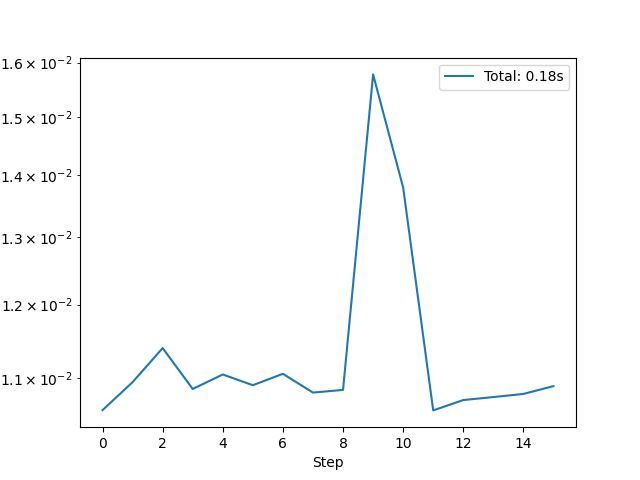 1.6 × 10⁻²
1.5 × 10⁻²
1.4 × 10⁻²
1.3 × 10⁻²
1.2 × 10⁻²
1.1 × 10⁻²
Total: 0.18s
0 2 4 6 8 10 12 14
Step